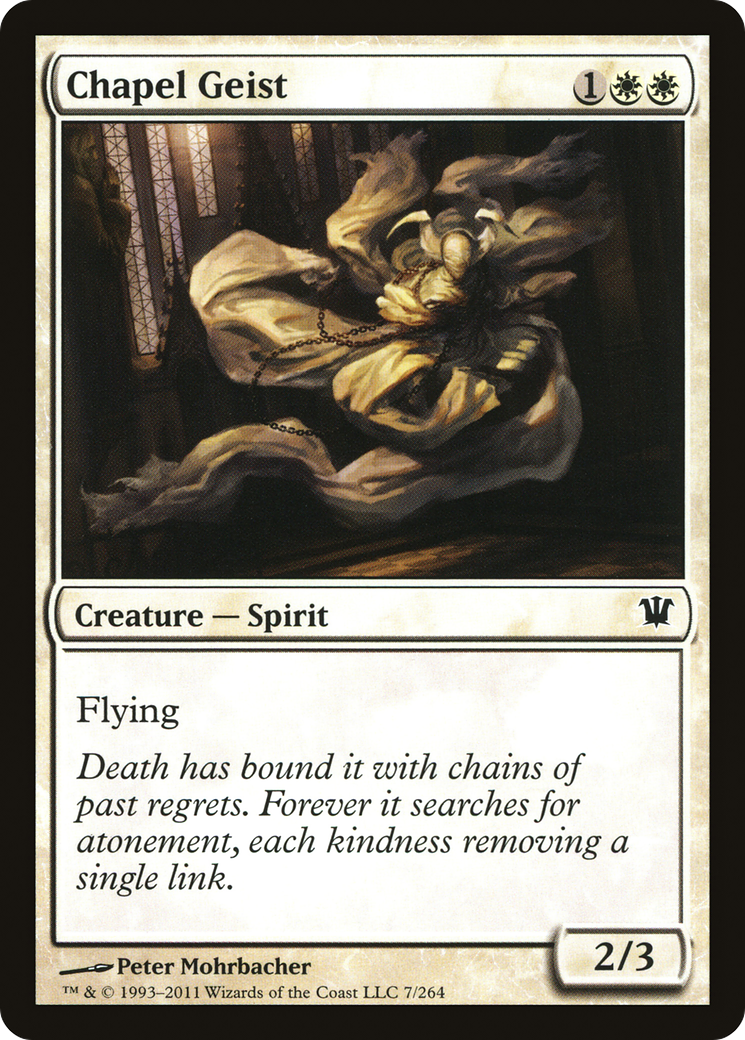 Chapel Geist 1
Creature — Spirit
Flying
Death has bound it with chains of
past regrets. Forever it searches for
atonement, each kindness removing a
single link.
2/3
Peter Mohrbacher
™ & © 1993–2011 Wizards of the Coast LLC 7/264